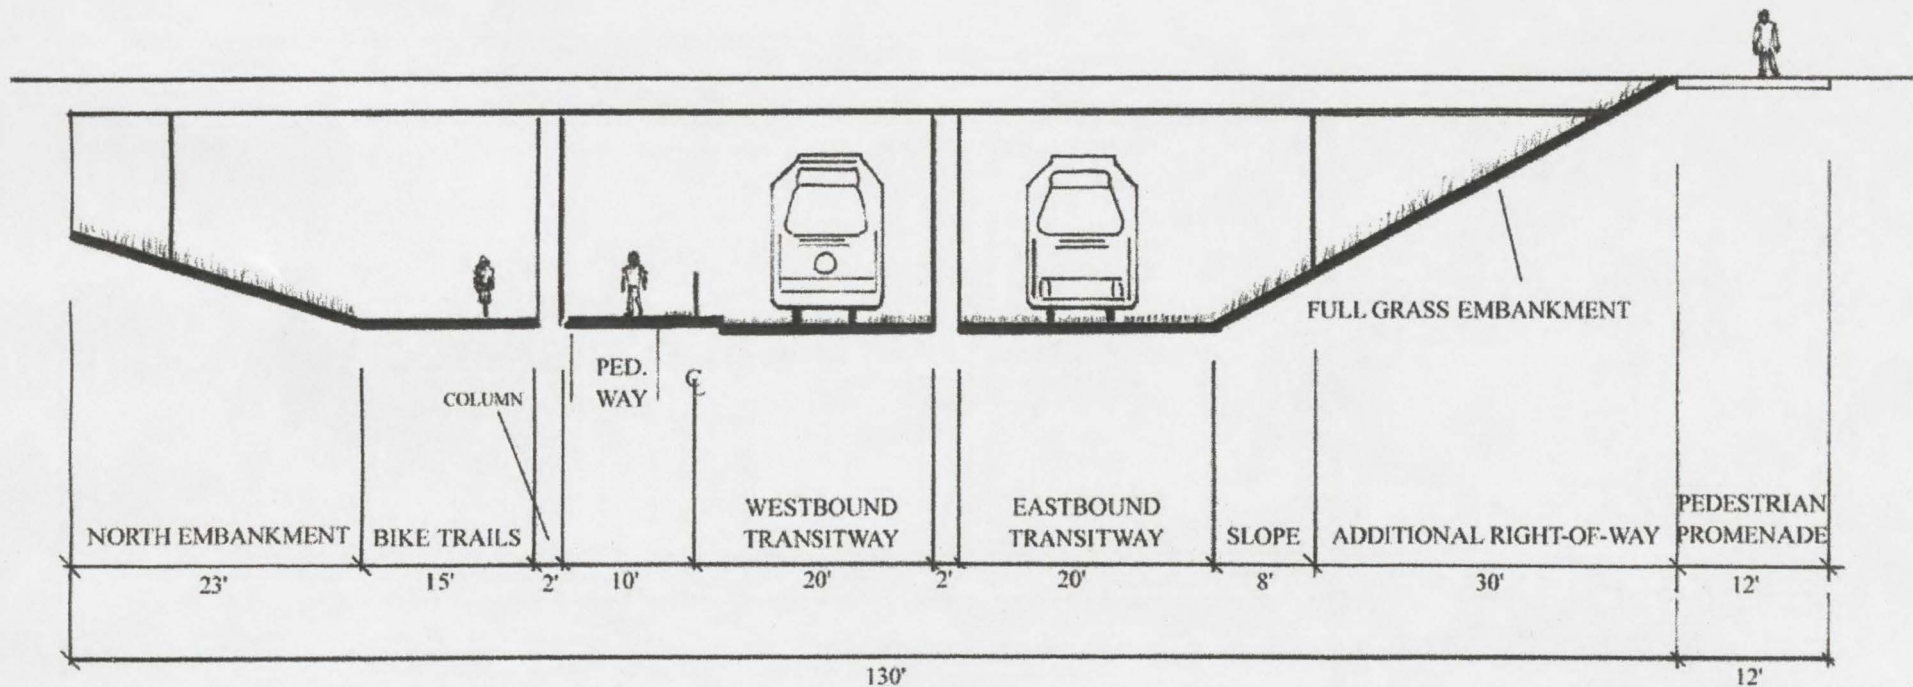 FULL GRASS EMBANKMENT
PED.
WAY
℄
COLUMN
NORTH EMBANKMENT
BIKE TRAILS
WESTBOUND
TRANSITWAY
EASTBOUND
TRANSITWAY
SLOPE
ADDITIONAL RIGHT-OF-WAY
PEDESTRIAN
PROMENADE
23' 15' 2' 10' 20' 2' 20' 8' 30' 12'
130' 12'